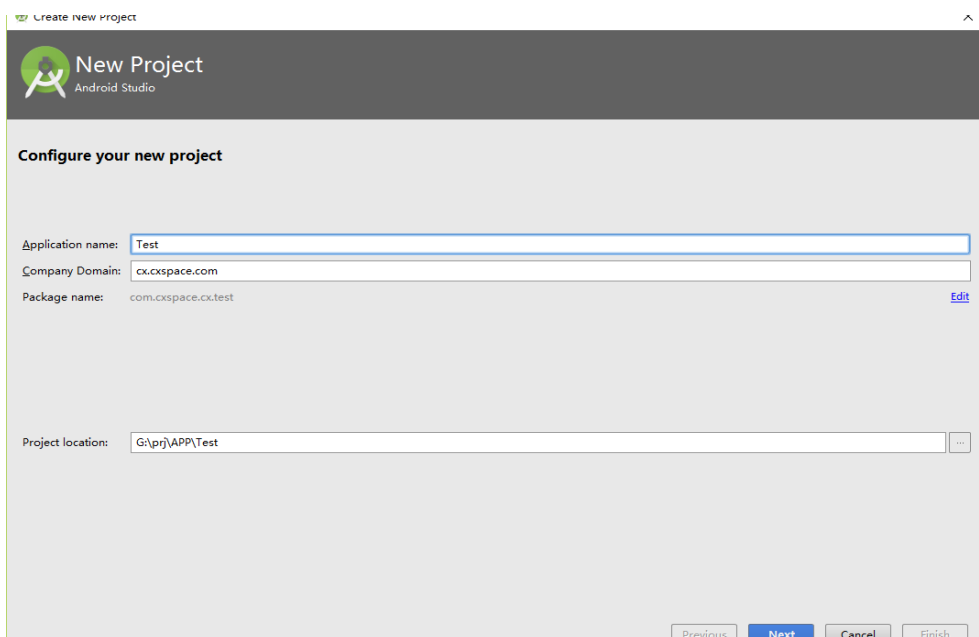 Create New Project
New Project
Android Studio
Configure your new project
Application name: Test
Company Domain: cx.cxspace.com
Package name: com.cxspace.cx.test Edit
Project location: G:\prj\APP\Test ...
Previous Next Cancel Finish